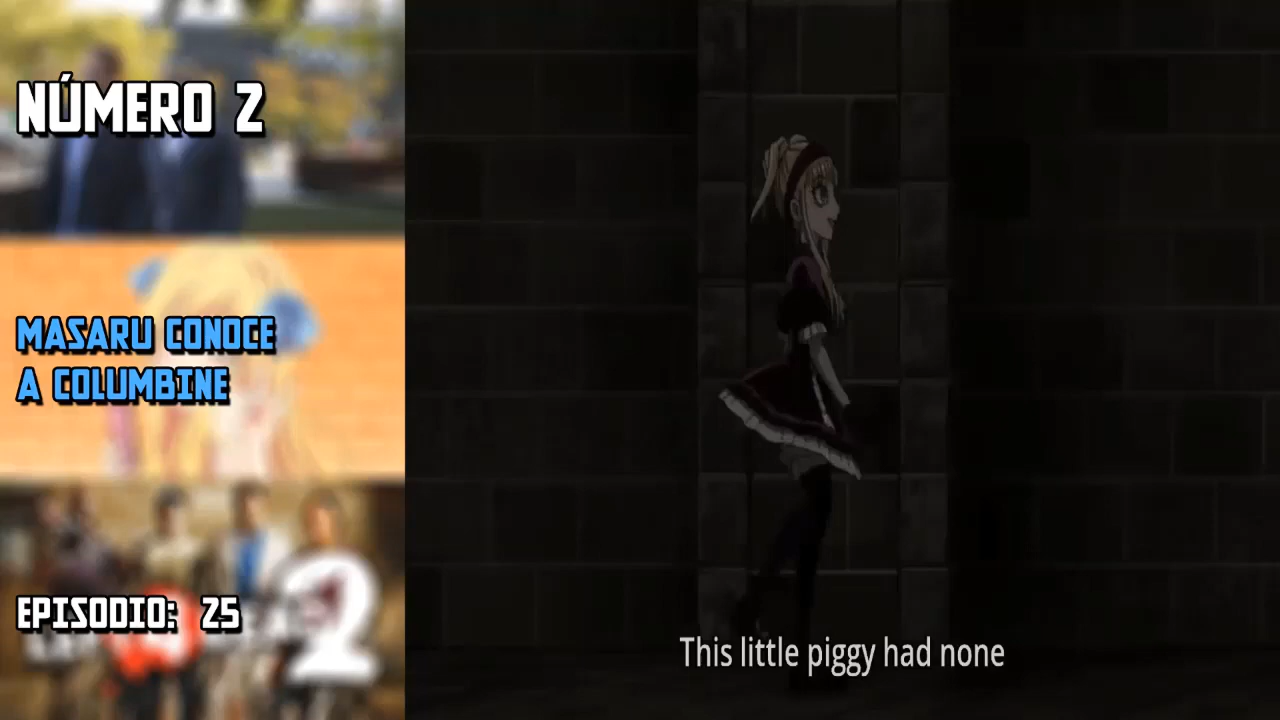 NÚMERO 2
MASARU CONOCE
A COLUMBINE
EPISODIO: 25
This little piggy had none